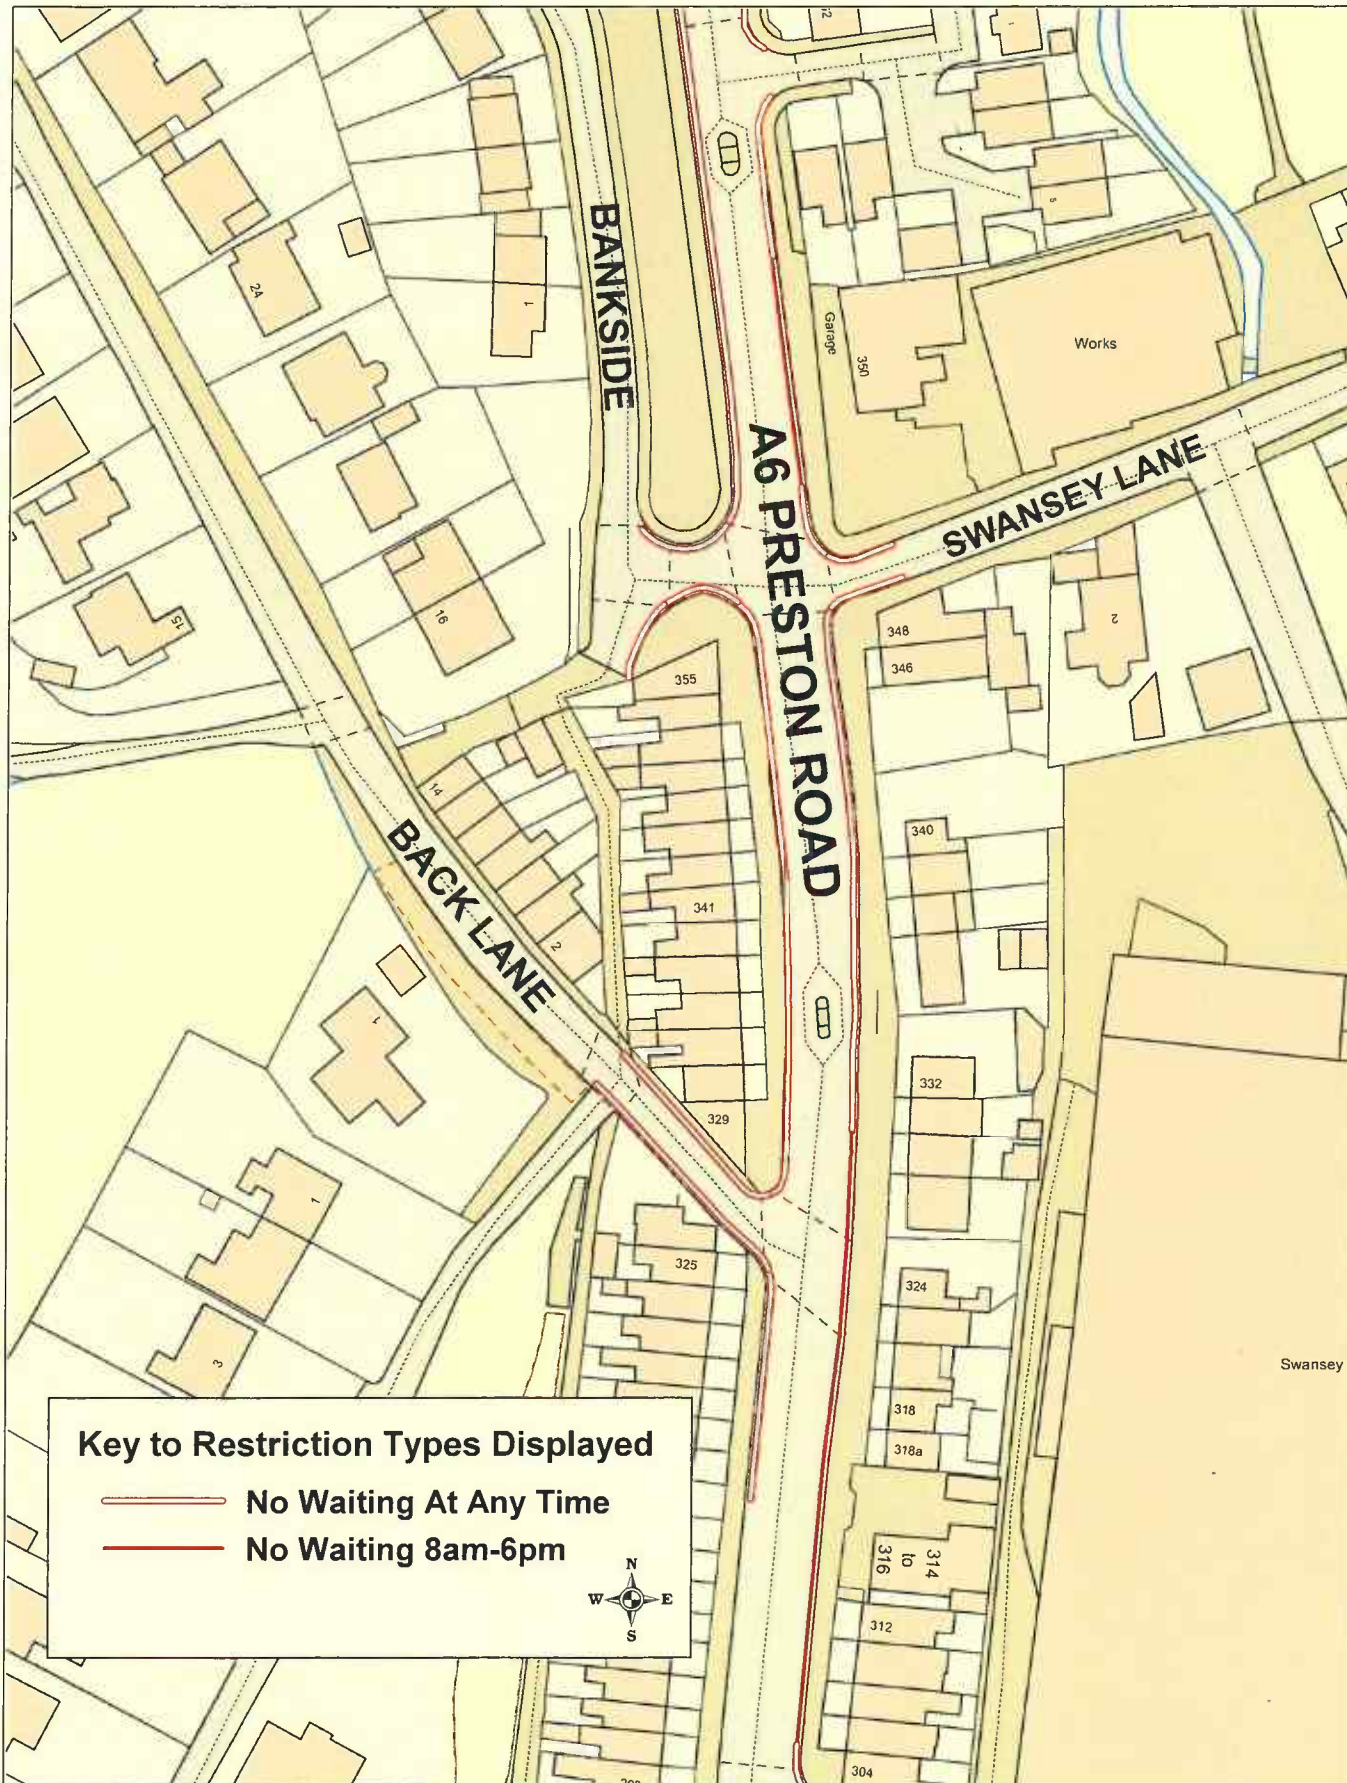 BANKSIDE
24
1
Garage
350
Works
5
A6 PRESTON ROAD
SWANSEY LANE
15
16
348
346
2
355
14
BACK LANE
341
2
340
1
332
329
1
325
324
3
318
318a
Swansey
Key to Restriction Types Displayed
No Waiting At Any Time
No Waiting 8am-6pm
N
W E
S
314
to
316
312
304